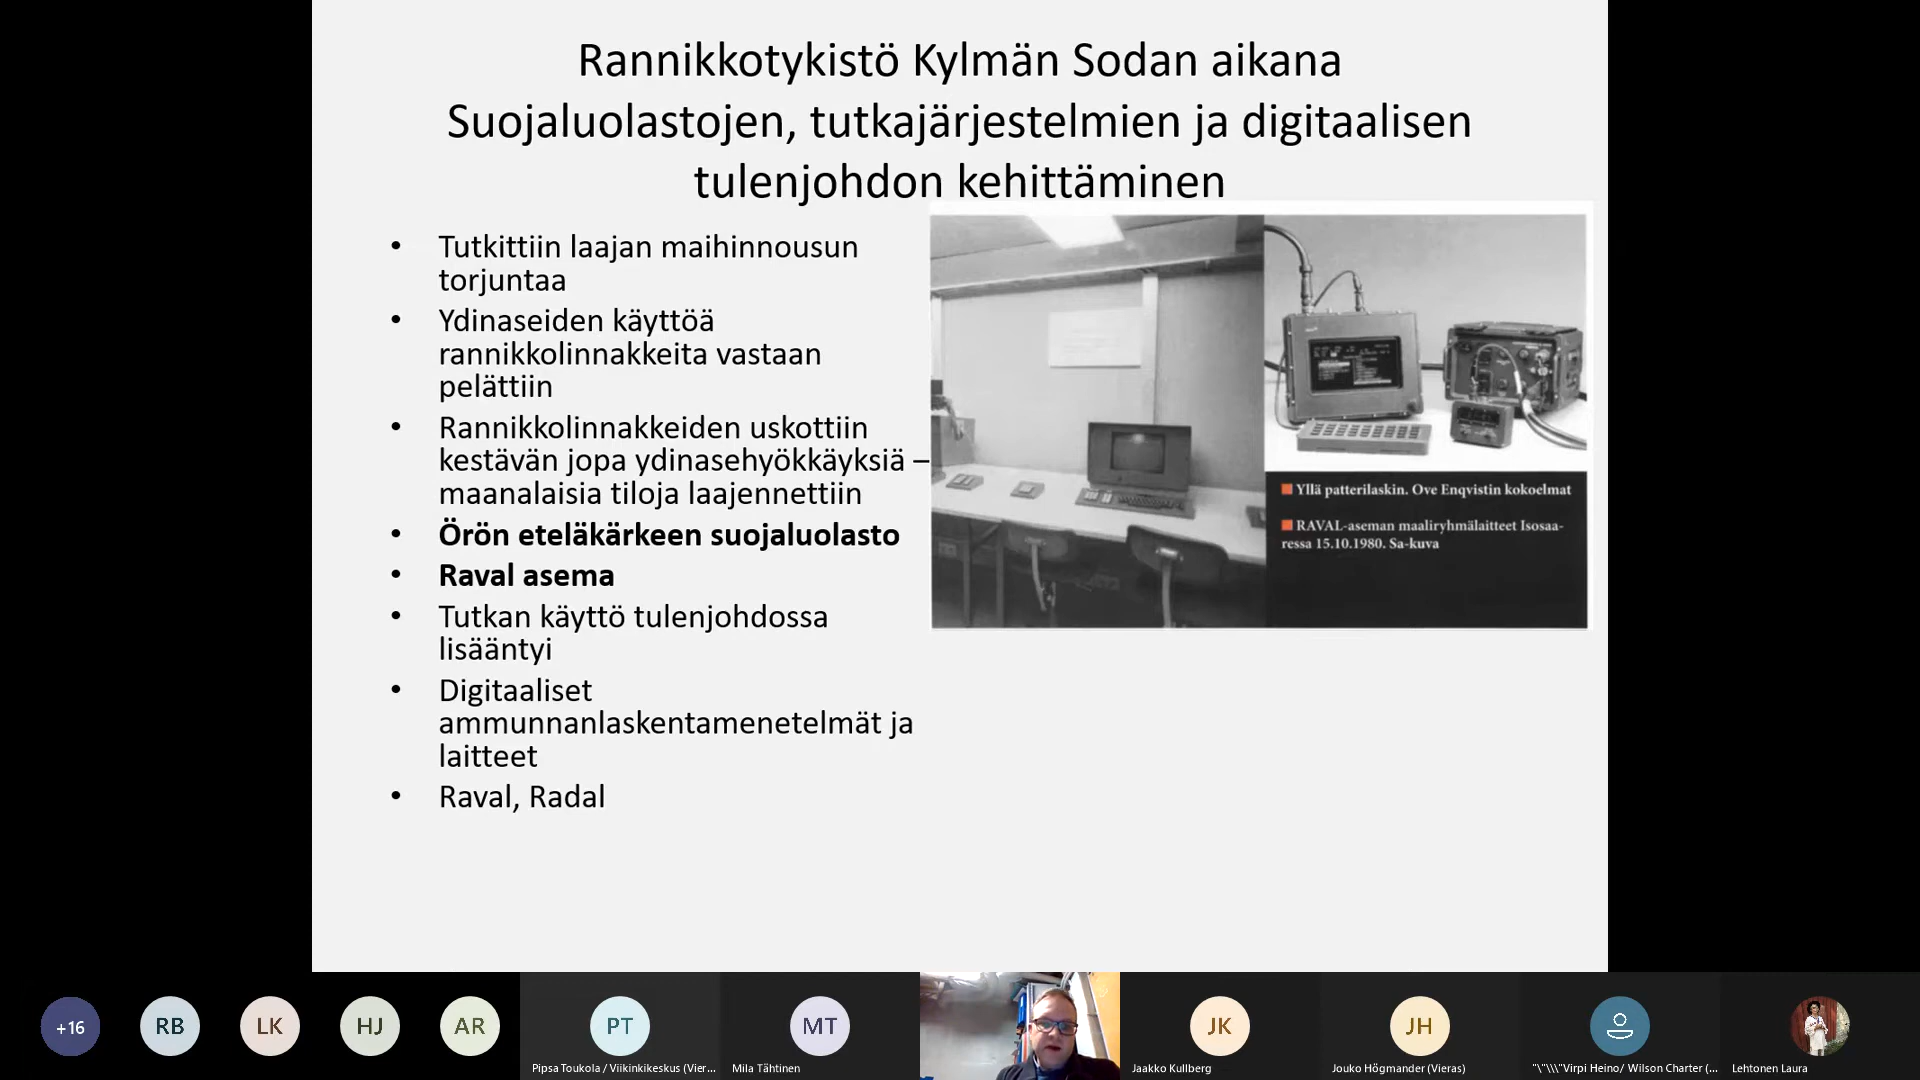 Rannikkotykistö Kylmän Sodan aikana
Suojaluolastojen, tutkajärjestelmien ja digitaalisen
tulenjohdon kehittäminen
• Tutkittiin laajan maihinnousun
torjuntaa
• Ydinaseiden käyttöä
rannikkolinnakkeita vastaan
pelättiin
• Rannikkolinnakkeiden uskottiin
kestävän jopa ydinasehyökkäyksiä –
maanalaisia tiloja laajennettiin
• Örön eteläkärkeen suojaluolasto
• Raval asema
• Tutkan käyttö tulenjohdossa
lisääntyi
• Digitaaliset
ammunnanlaskentamenetelmät ja
laitteet
• Raval, Radal
Yllä patterilaskin. Ove Enqvistin kokoelmat
RAVAL-aseman maaliryhmälaitteet Isosaa-
ressa 15.10.1980. Sa-kuva
+16
RB
LK
HJ
AR
PT
Pipsa Toukola / Viikinkikeskus (Vier...
MT
Mila Tähtinen
JK
Jaakko Kullberg
JH
Jouko Högmander (Vieras)
"\"\\\"Virpi Heino/ Wilson Charter (...
Lehtonen Laura